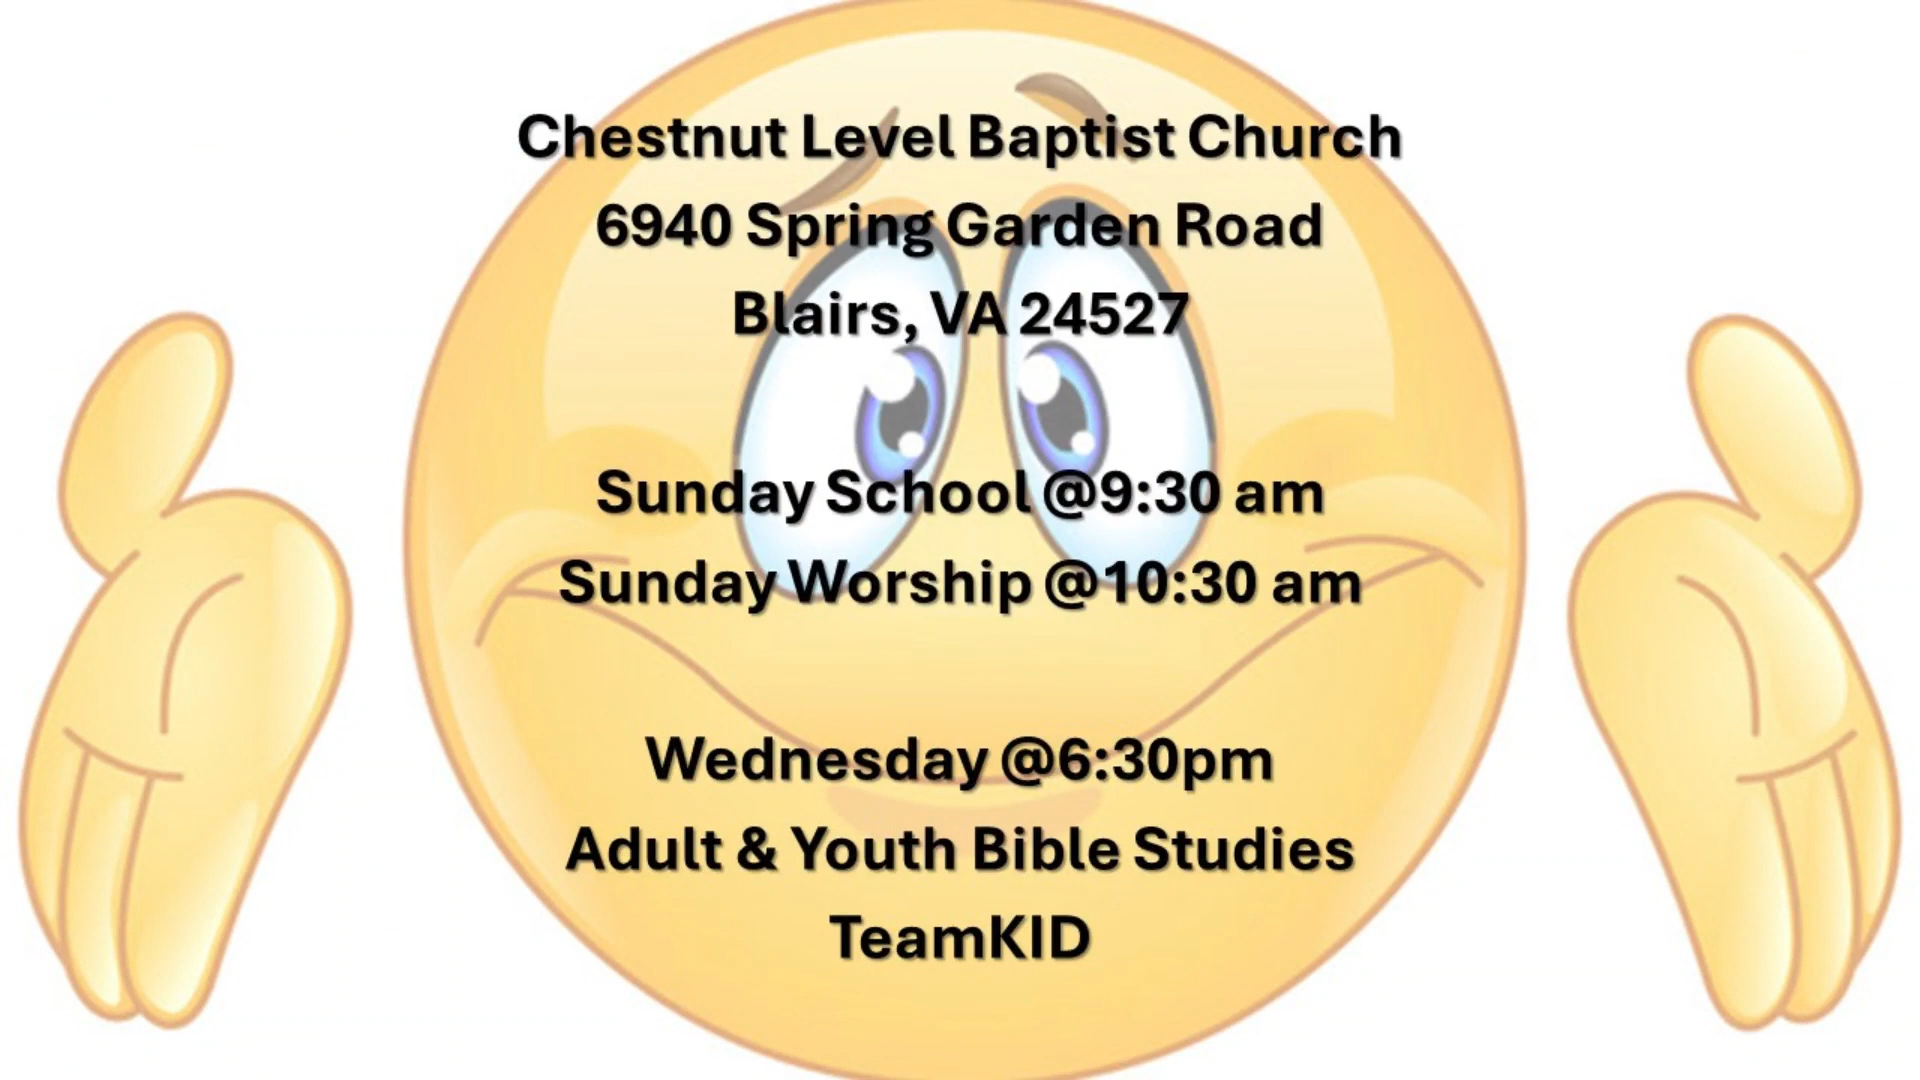 Chestnut Level Baptist Church
6940 Spring Garden Road
Blairs, VA 24527
Sunday School @9:30 am
Sunday Worship @10:30 am
Wednesday @6:30pm
Adult & Youth Bible Studies
TeamKID